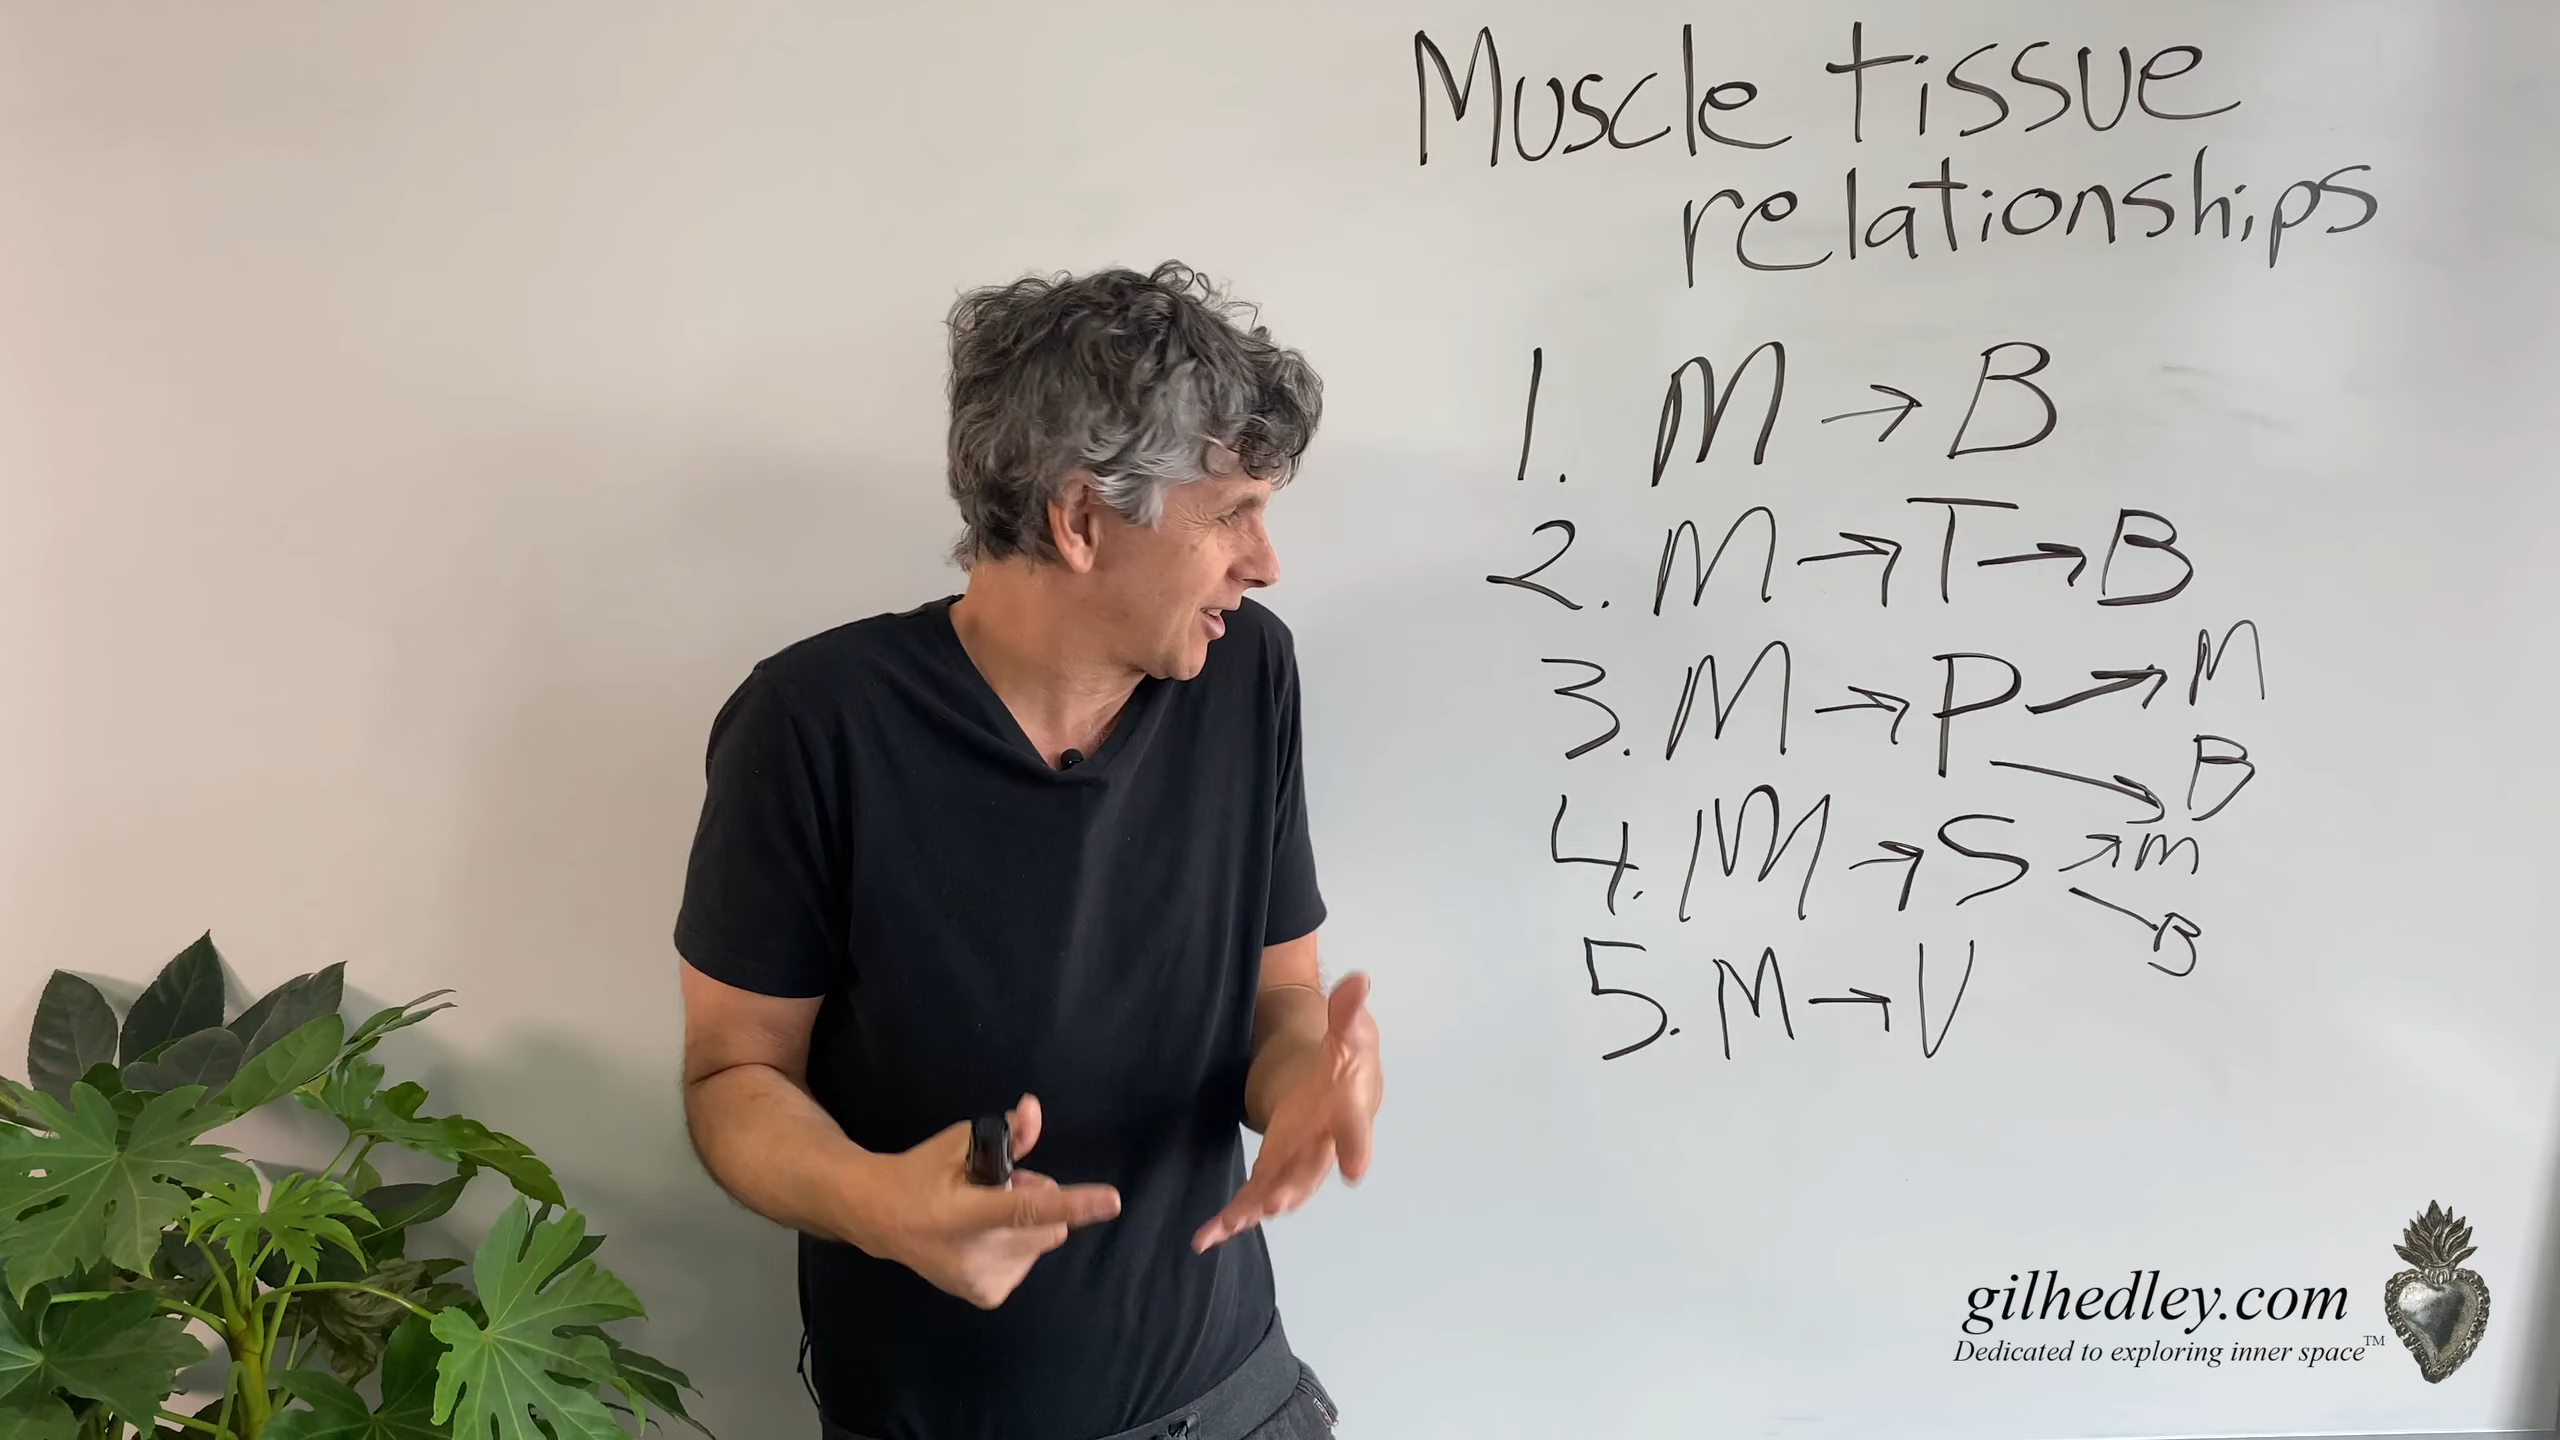 Muscle tissue
relationships
1. M → B
2. M → T → B
3. M → P → M
→ B
4. M → S → m
→ B
5. M → V
gilhedley.com
Dedicated to exploring inner space™